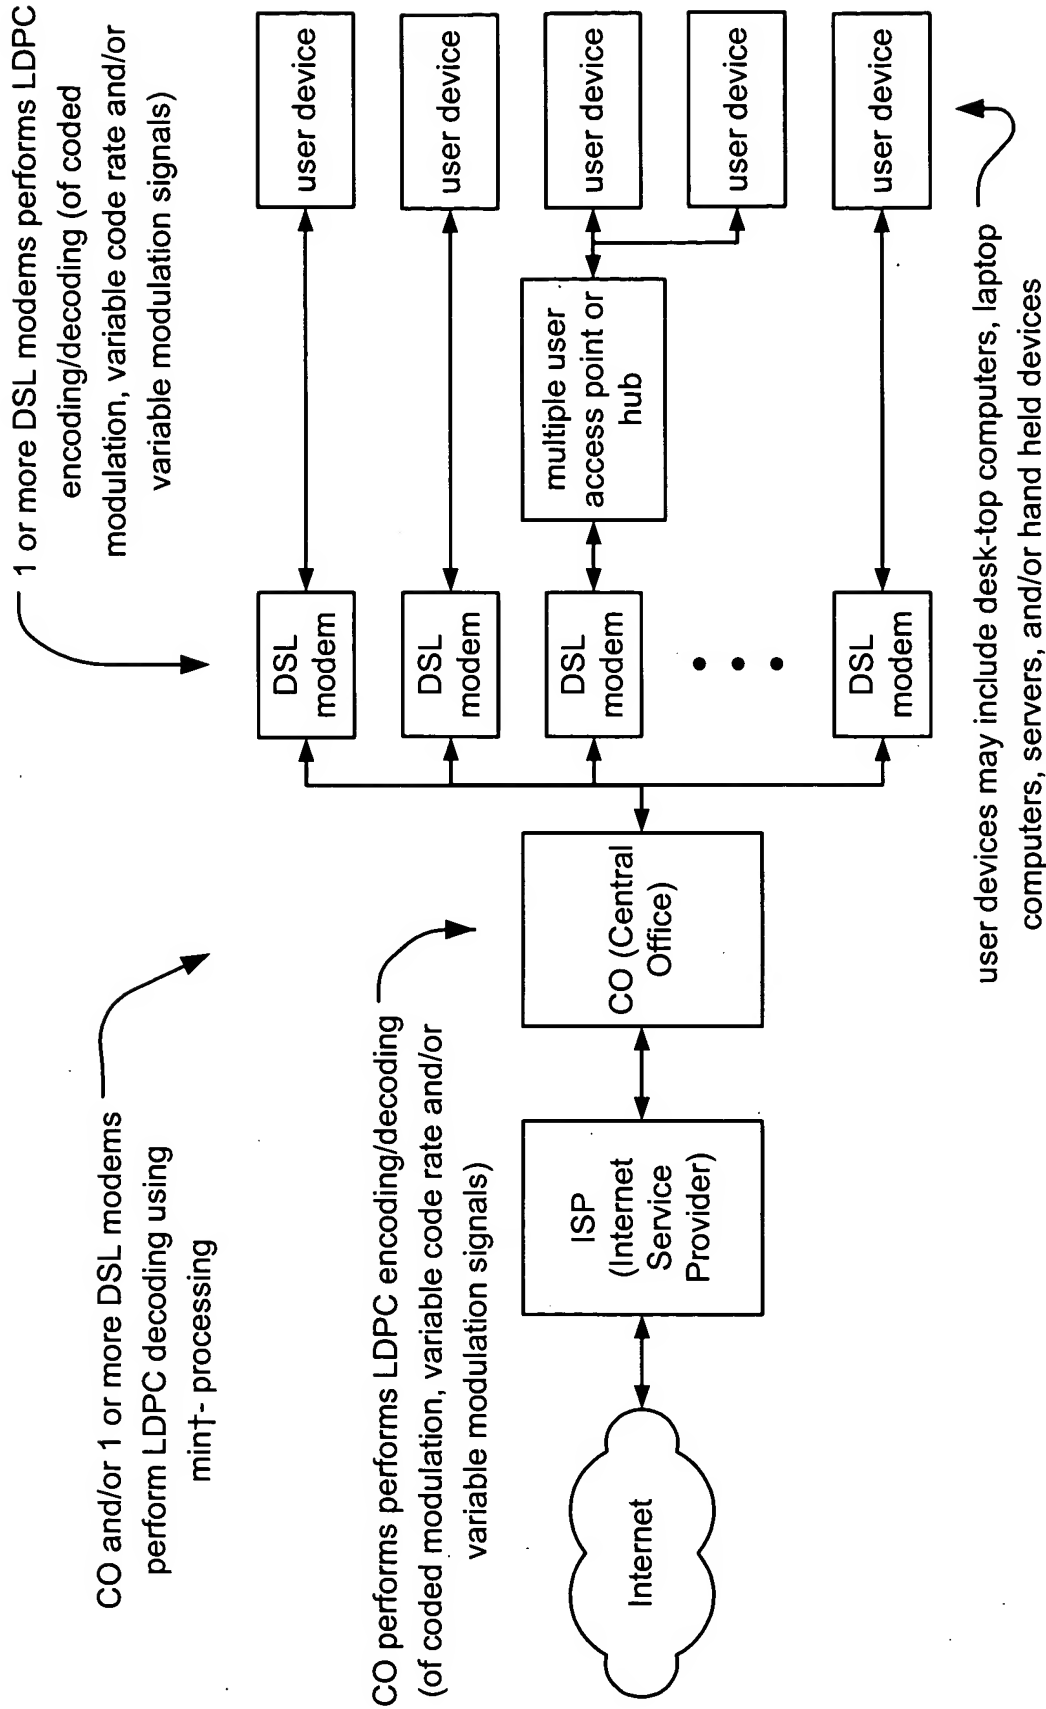 CO and/or 1 or more DSL modems
perform LDPC decoding using
min†- processing
1 or more DSL modems performs LDPC
encoding/decoding (of coded
modulation, variable code rate and/or
variable modulation signals)
CO performs performs LDPC encoding/decoding
(of coded modulation, variable code rate and/or
variable modulation signals)
Internet
ISP
(Internet
Service
Provider)
CO (Central
Office)
DSL
modem
user device
DSL
modem
user device
DSL
modem
multiple user
access point or
hub
user device
user device
DSL
modem
user device
user devices may include desk-top computers, laptop
computers, servers, and/or hand held devices